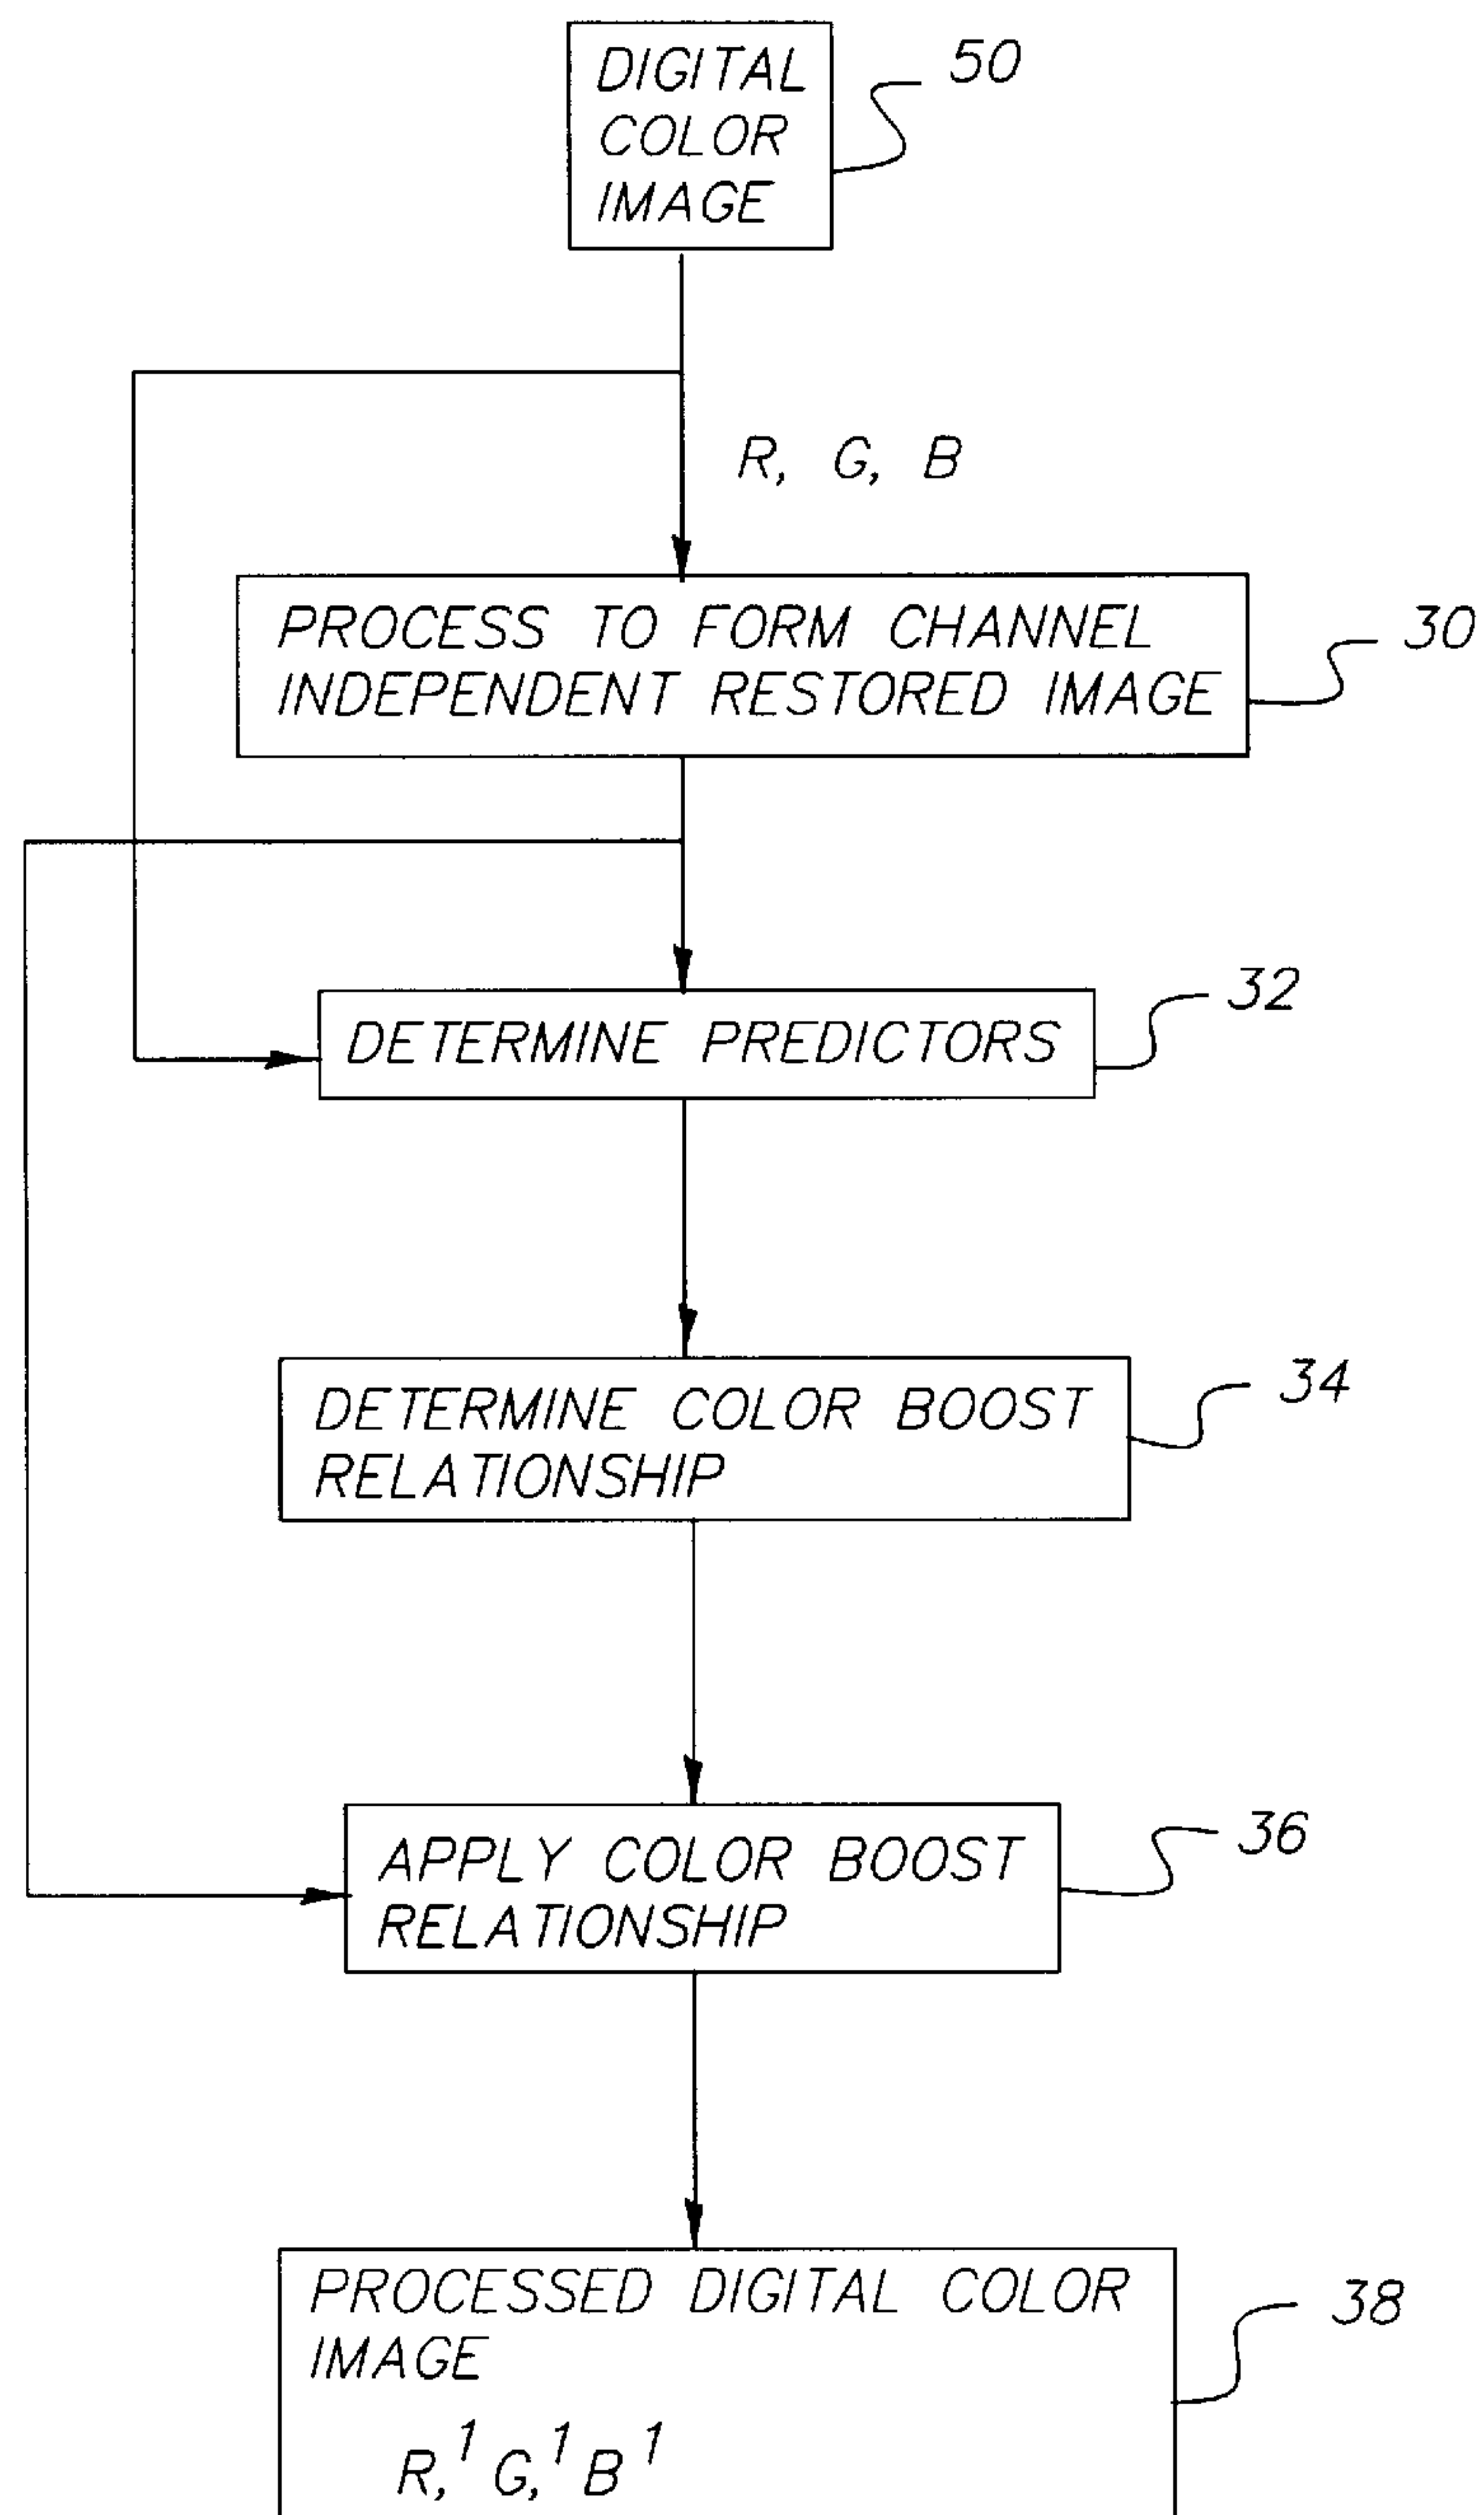 DIGITAL
COLOR
IMAGE
50
R, G, B
PROCESS TO FORM CHANNEL
INDEPENDENT RESTORED IMAGE
30
DETERMINE PREDICTORS
32
DETERMINE COLOR BOOST
RELATIONSHIP
34
APPLY COLOR BOOST
RELATIONSHIP
36
PROCESSED DIGITAL COLOR
IMAGE
38
R,¹ G,¹ B¹